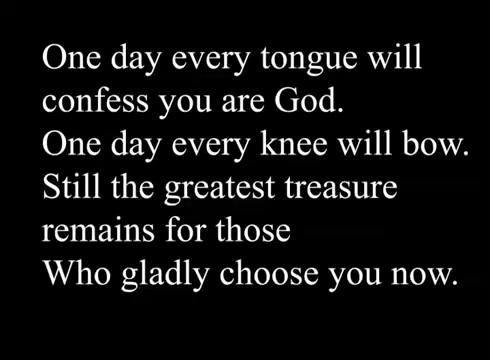 One day every tongue will
confess you are God.
One day every knee will bow.
Still the greatest treasure
remains for those
Who gladly choose you now.